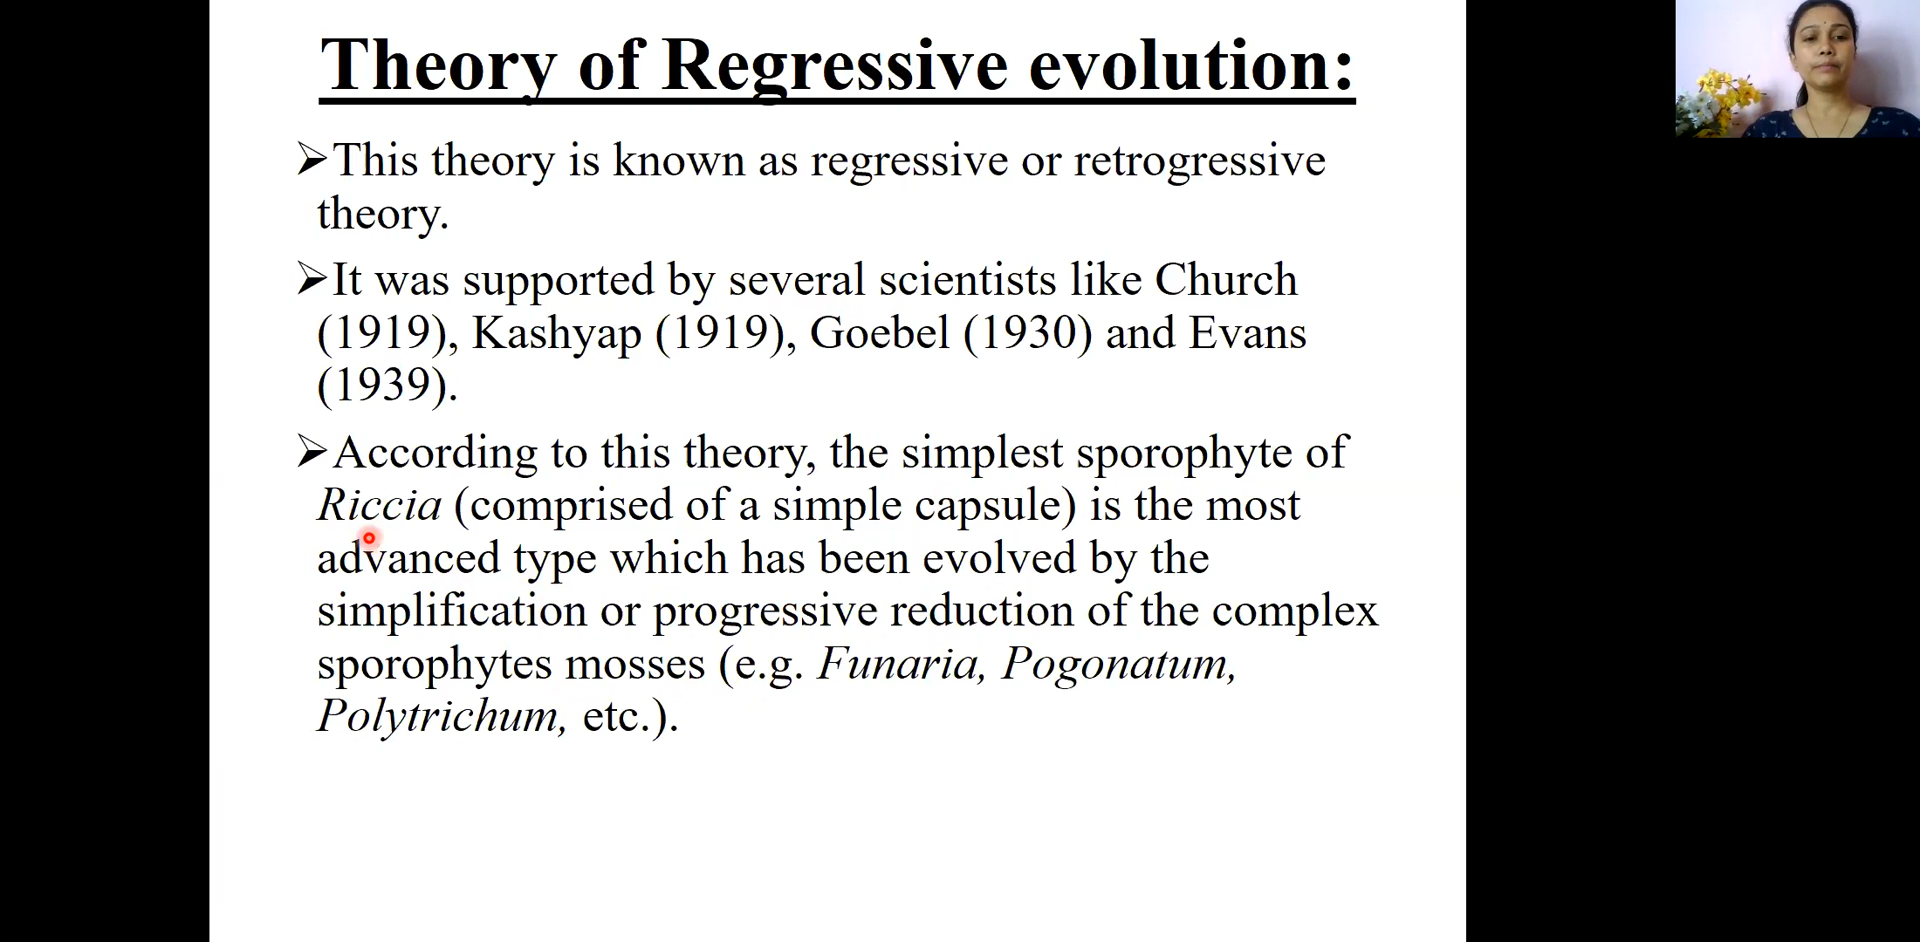 Theory of Regressive evolution:
➢This theory is known as regressive or retrogressive
theory.
➢It was supported by several scientists like Church
(1919), Kashyap (1919), Goebel (1930) and Evans
(1939).
➢According to this theory, the simplest sporophyte of
Riccia (comprised of a simple capsule) is the most
advanced type which has been evolved by the
simplification or progressive reduction of the complex
sporophytes mosses (e.g. Funaria, Pogonatum,
Polytrichum, etc.).